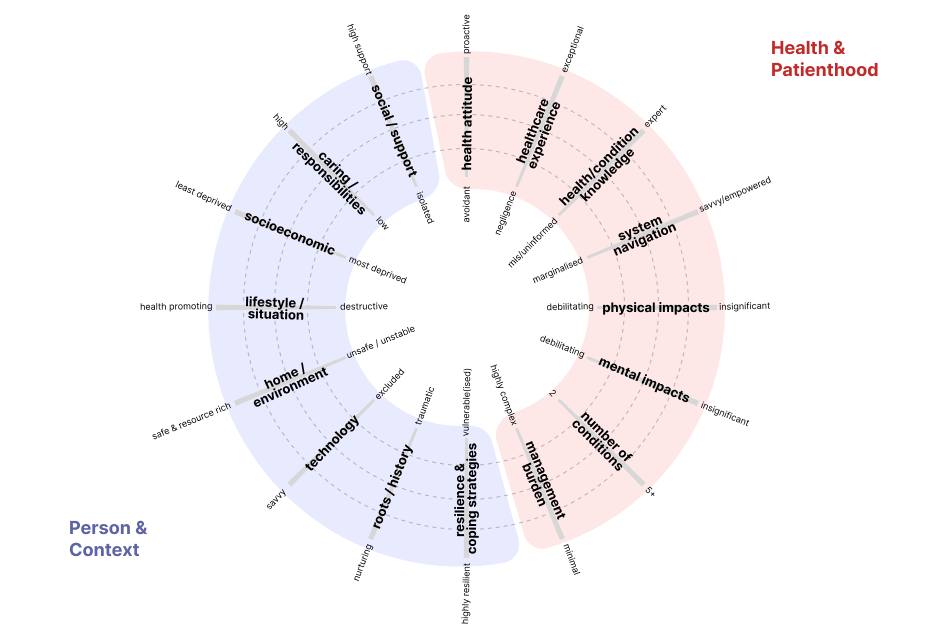 Health &
Patienthood
proactive
health attitude
avoidant
exceptional
healthcare
experience
negligence
expert
health/condition
knowledge
mis/uninformed
savvy/empowered
system
navigation
marginalised
debilitating
physical impacts
insignificant
debilitating
mental impacts
insignificant
2
number of
conditions
5+
highly complex
management
burden
minimal
vulnerable(ised)
resilience &
coping strategies
highly resilient
traumatic
roots / history
nurturing
excluded
technology
savvy
unsafe / unstable
home /
environment
safe & resource rich
health promoting
lifestyle /
situation
destructive
least deprived
socioeconomic
most deprived
high
caring /
responsibilities
low
high support
social / support
isolated
Person &
Context